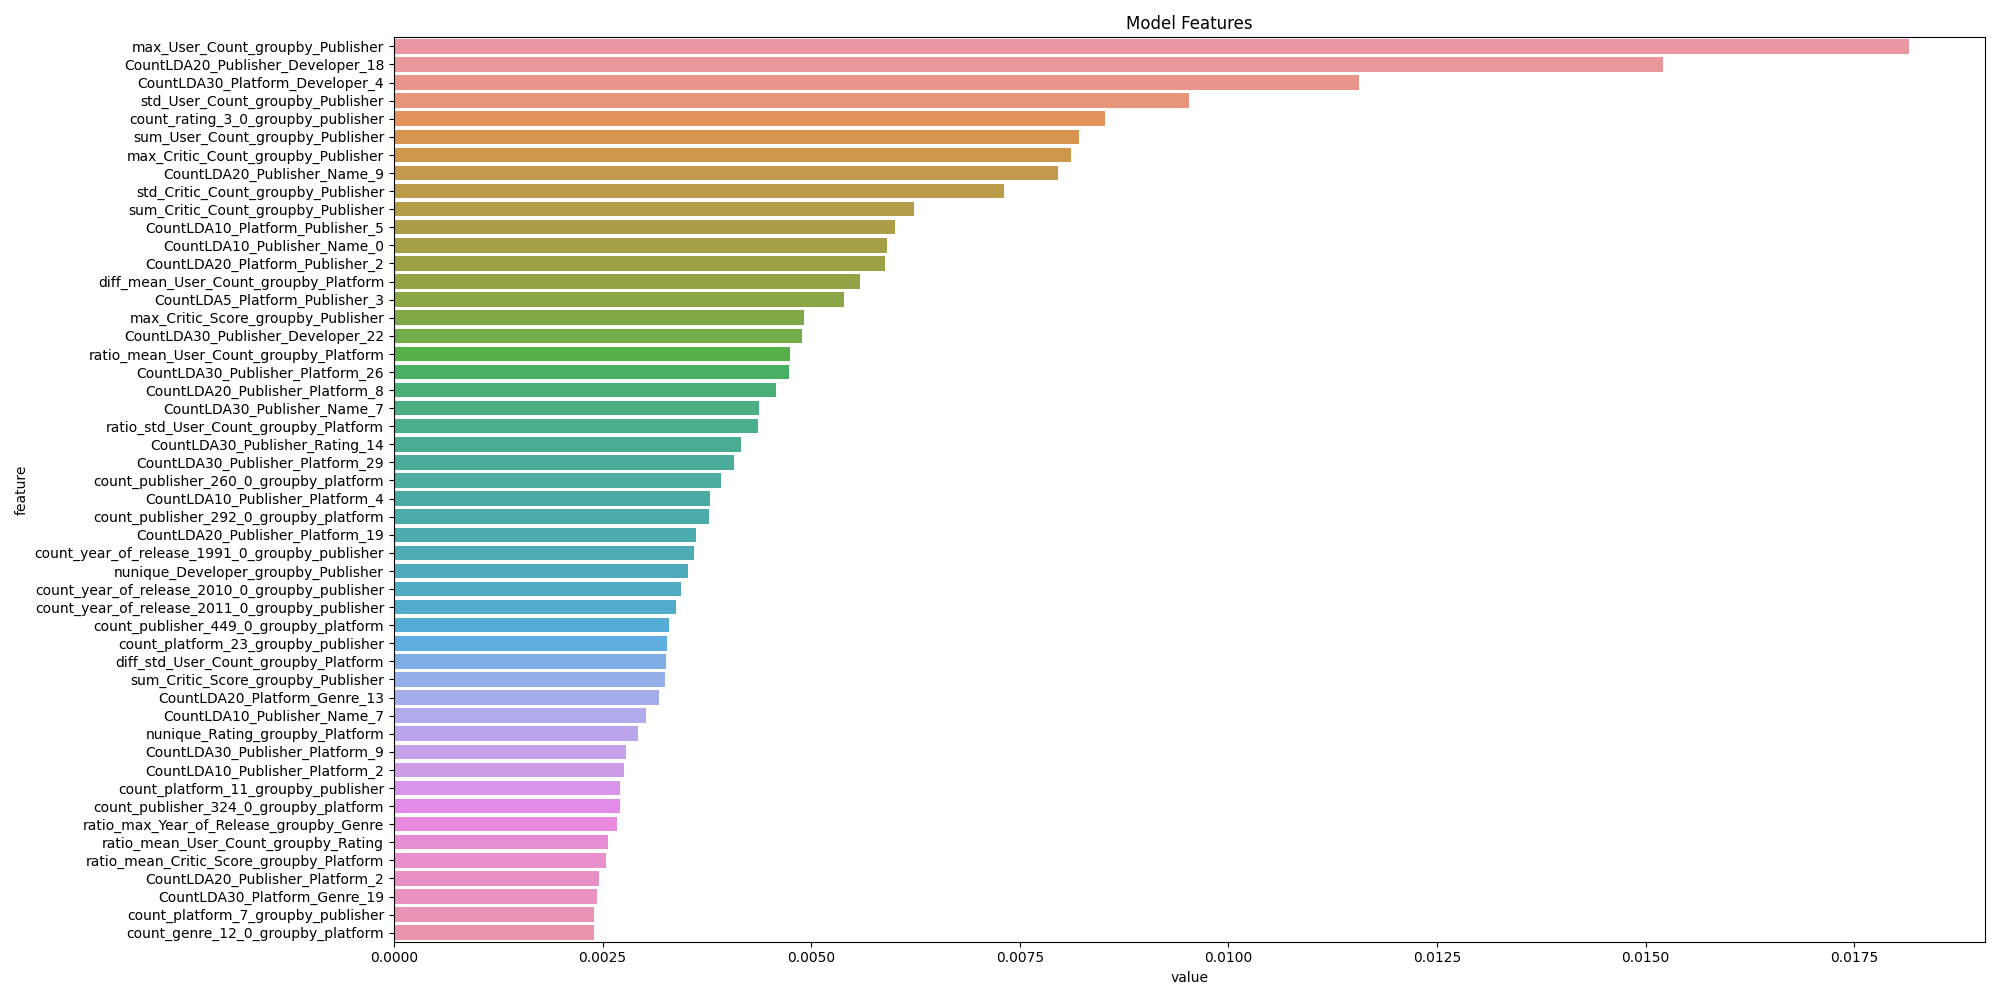 Model Features
max_User_Count_groupby_Publisher
CountLDA20_Publisher_Developer_18
CountLDA30_Platform_Developer_4
std_User_Count_groupby_Publisher
count_rating_3_0_groupby_publisher
sum_User_Count_groupby_Publisher
max_Critic_Count_groupby_Publisher
CountLDA20_Publisher_Name_9
std_Critic_Count_groupby_Publisher
sum_Critic_Count_groupby_Publisher
CountLDA10_Platform_Publisher_5
CountLDA10_Publisher_Name_0
CountLDA20_Platform_Publisher_2
diff_mean_User_Count_groupby_Platform
CountLDA5_Platform_Publisher_3
max_Critic_Score_groupby_Publisher
CountLDA30_Publisher_Developer_22
ratio_mean_User_Count_groupby_Platform
CountLDA30_Publisher_Platform_26
CountLDA20_Publisher_Platform_8
CountLDA30_Publisher_Name_7
ratio_std_User_Count_groupby_Platform
CountLDA30_Publisher_Rating_14
CountLDA30_Publisher_Platform_29
count_publisher_260_0_groupby_platform
CountLDA10_Publisher_Platform_4
count_publisher_292_0_groupby_platform
CountLDA20_Publisher_Platform_19
count_year_of_release_1991_0_groupby_publisher
nunique_Developer_groupby_Publisher
count_year_of_release_2010_0_groupby_publisher
count_year_of_release_2011_0_groupby_publisher
count_publisher_449_0_groupby_platform
count_platform_23_groupby_publisher
diff_std_User_Count_groupby_Platform
sum_Critic_Score_groupby_Publisher
CountLDA20_Platform_Genre_13
CountLDA10_Publisher_Name_7
nunique_Rating_groupby_Platform
CountLDA30_Publisher_Platform_9
CountLDA10_Publisher_Platform_2
count_platform_11_groupby_publisher
count_publisher_324_0_groupby_platform
ratio_max_Year_of_Release_groupby_Genre
ratio_mean_User_Count_groupby_Rating
ratio_mean_Critic_Score_groupby_Platform
CountLDA20_Publisher_Platform_2
CountLDA30_Platform_Genre_19
count_platform_7_groupby_publisher
count_genre_12_0_groupby_platform
feature
0.0000 0.0025 0.0050 0.0075 0.0100 0.0125 0.0150 0.0175
value